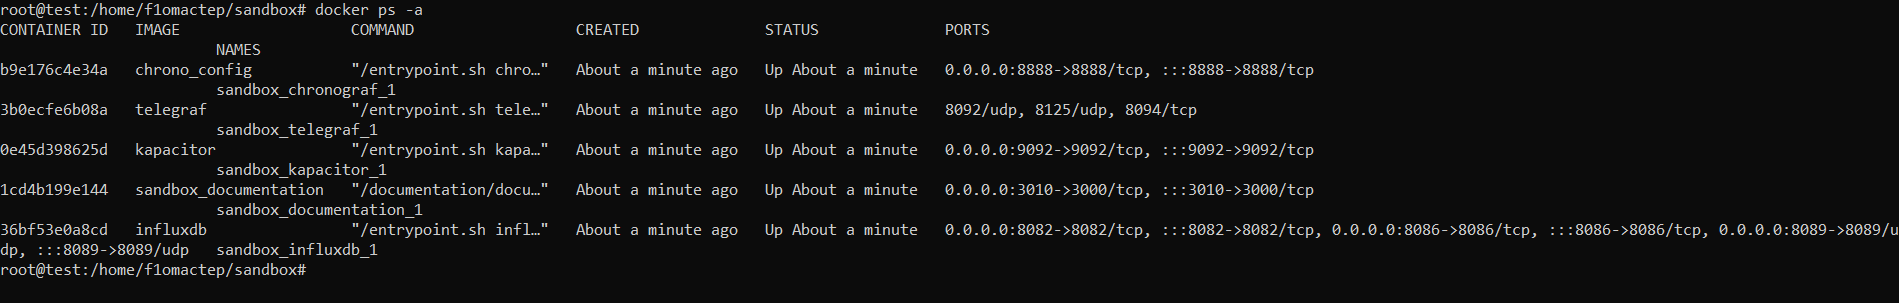 root@test:/home/f1omactep/sandbox# docker ps -a
CONTAINER ID   IMAGE                   COMMAND                  CREATED              STATUS              PORTS
                        NAMES
b9e176c4e34a   chrono_config           "/entrypoint.sh chro…"   About a minute ago   Up About a minute   0.0.0.0:8888->8888/tcp, :::8888->8888/tcp
                        sandbox_chronograf_1
3b0ecfe6b08a   telegraf                "/entrypoint.sh tele…"   About a minute ago   Up About a minute   8092/udp, 8125/udp, 8094/tcp
                        sandbox_telegraf_1
0e45d398625d   kapacitor               "/entrypoint.sh kapa…"   About a minute ago   Up About a minute   0.0.0.0:9092->9092/tcp, :::9092->9092/tcp
                        sandbox_kapacitor_1
1cd4b199e144   sandbox_documentation   "/documentation/docu…"   About a minute ago   Up About a minute   0.0.0.0:3010->3000/tcp, :::3010->3000/tcp
                        sandbox_documentation_1
36bf53e0a8cd   influxdb                "/entrypoint.sh infl…"   About a minute ago   Up About a minute   0.0.0.0:8082->8082/tcp, :::8082->8082/tcp, 0.0.0.0:8086->8086/tcp, :::8086->8086/tcp, 0.0.0.0:8089->8089/u
dp, :::8089->8089/udp   sandbox_influxdb_1
root@test:/home/f1omactep/sandbox#